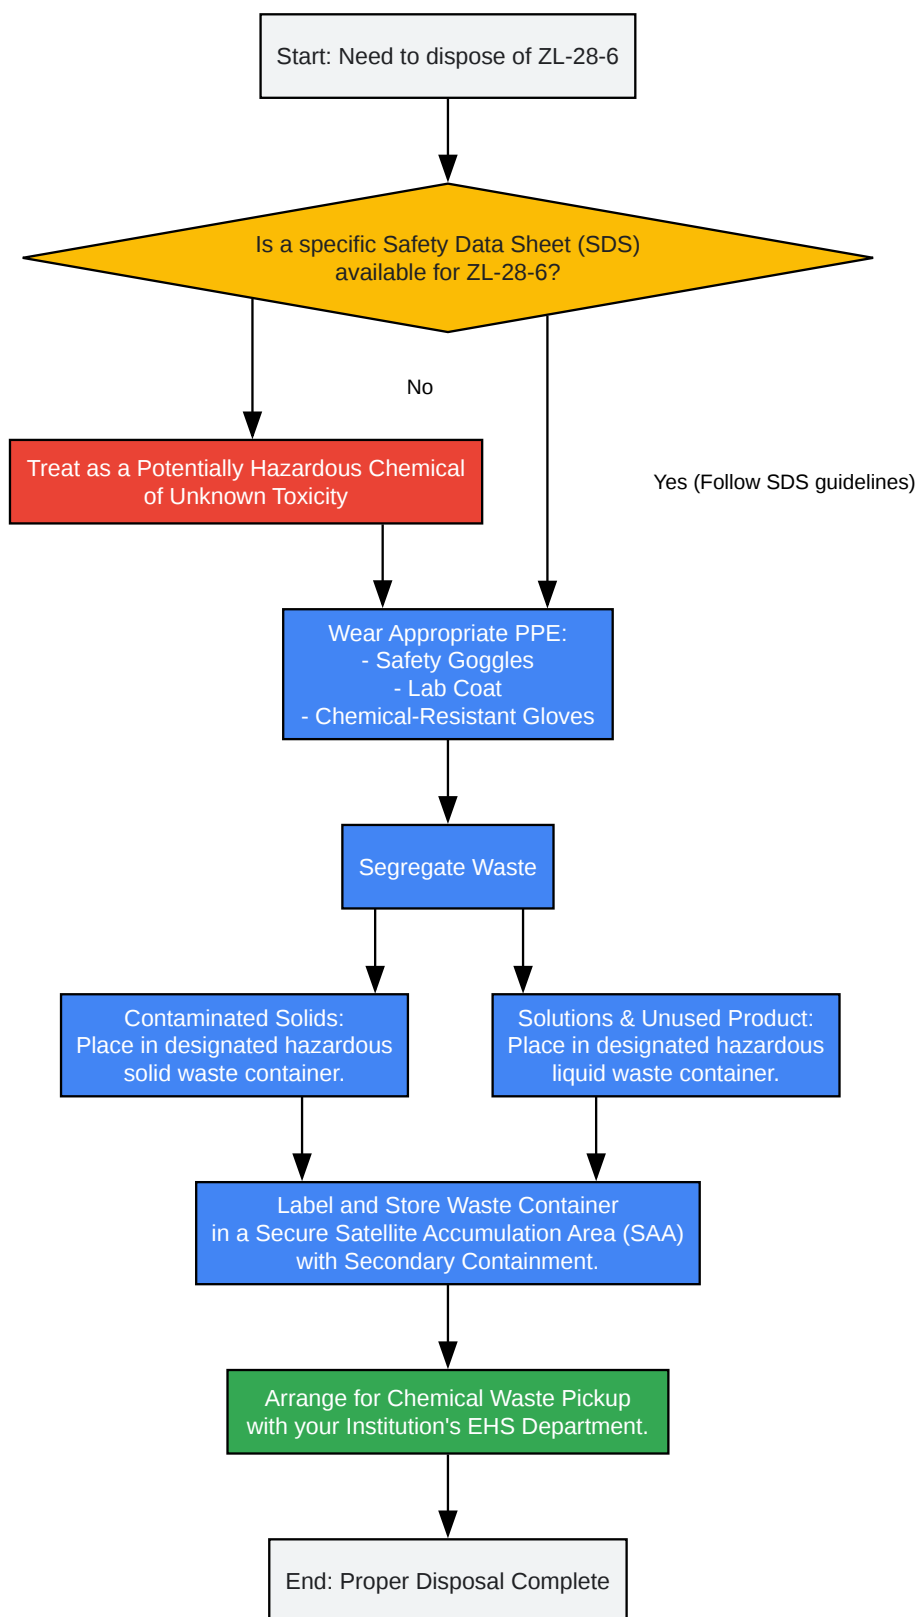 Start: Need to dispose of ZL-28-6
Is a specific Safety Data Sheet (SDS)
available for ZL-28-6?
No
Treat as a Potentially Hazardous Chemical
of Unknown Toxicity
Yes (Follow SDS guidelines)
Wear Appropriate PPE:
- Safety Goggles
- Lab Coat
- Chemical-Resistant Gloves
Segregate Waste
Contaminated Solids:
Place in designated hazardous
solid waste container.
Solutions & Unused Product:
Place in designated hazardous
liquid waste container.
Label and Store Waste Container
in a Secure Satellite Accumulation Area (SAA)
with Secondary Containment.
Arrange for Chemical Waste Pickup
with your Institution's EHS Department.
End: Proper Disposal Complete